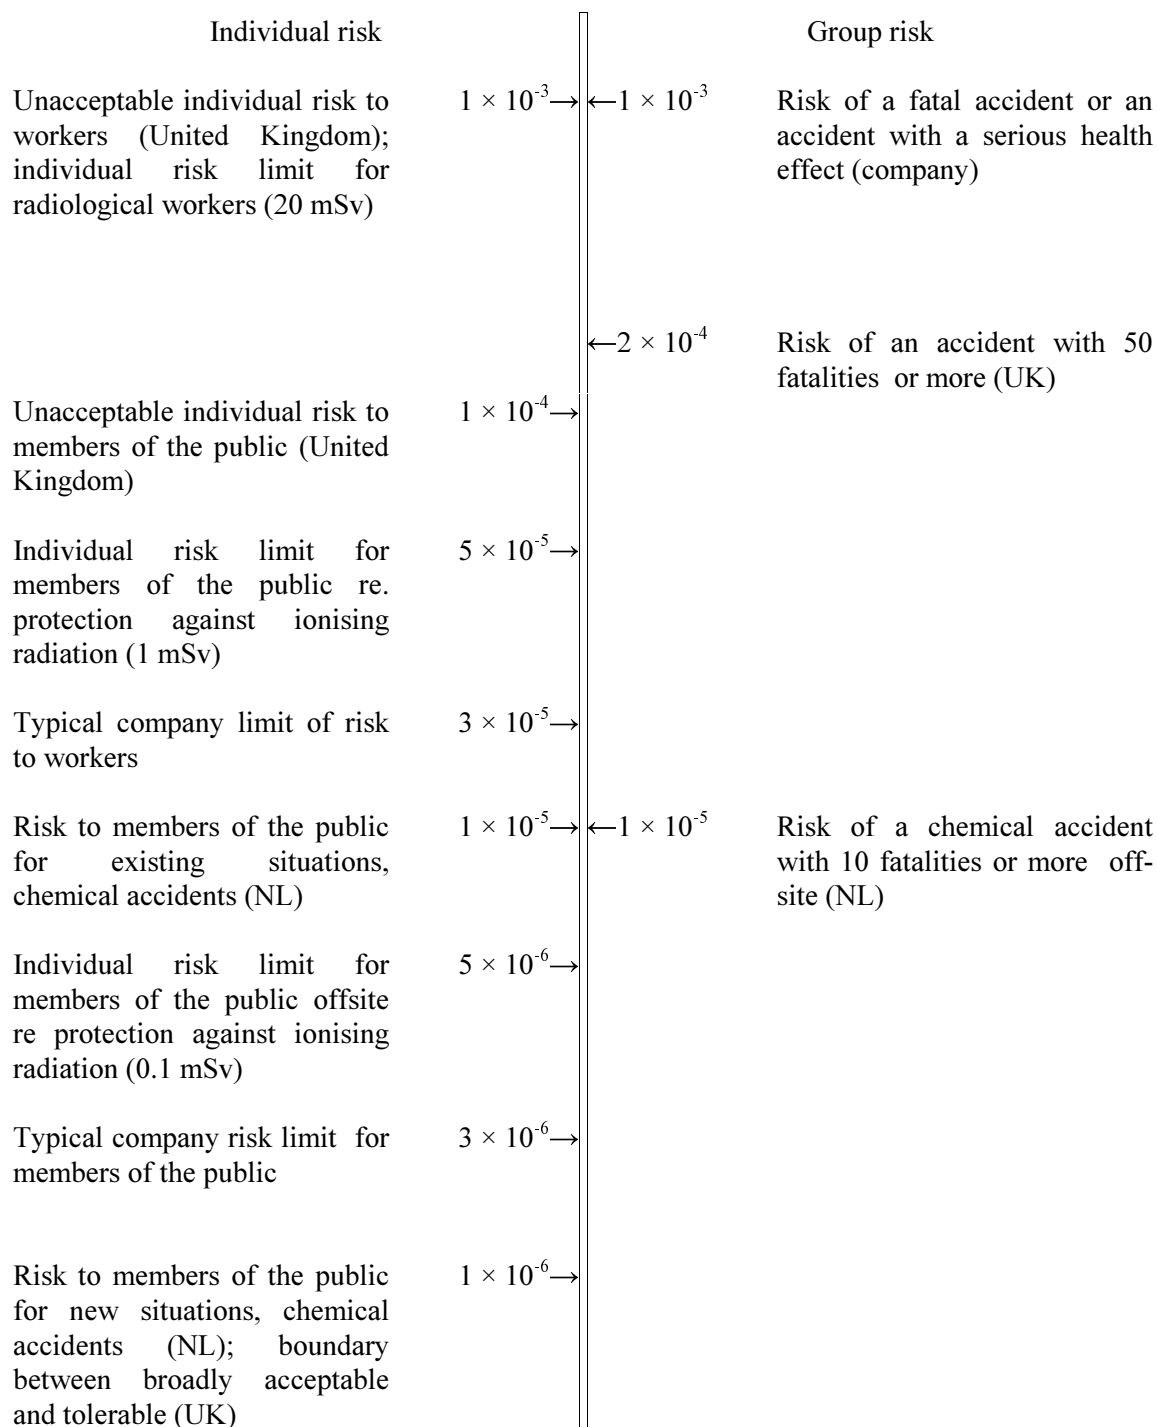 Individual risk
Group risk
Unacceptable individual risk to
workers (United Kingdom);
individual risk limit for
radiological workers (20 mSv)
1 × 10⁻³→
←1 × 10⁻³
Risk of a fatal accident or an
accident with a serious health
effect (company)
←2 × 10⁻⁴
Risk of an accident with 50
fatalities or more (UK)
Unacceptable individual risk to
members of the public (United
Kingdom)
1 × 10⁻⁴→
Individual risk limit for
members of the public re.
protection against ionising
radiation (1 mSv)
5 × 10⁻⁵→
Typical company limit of risk
to workers
3 × 10⁻⁵→
Risk to members of the public
for existing situations,
chemical accidents (NL)
1 × 10⁻⁵→
←1 × 10⁻⁵
Risk of a chemical accident
with 10 fatalities or more off-
site (NL)
Individual risk limit for
members of the public offsite
re protection against ionising
radiation (0.1 mSv)
5 × 10⁻⁶→
Typical company risk limit for
members of the public
3 × 10⁻⁶→
Risk to members of the public
for new situations, chemical
accidents (NL); boundary
between broadly acceptable
and tolerable (UK)
1 × 10⁻⁶→